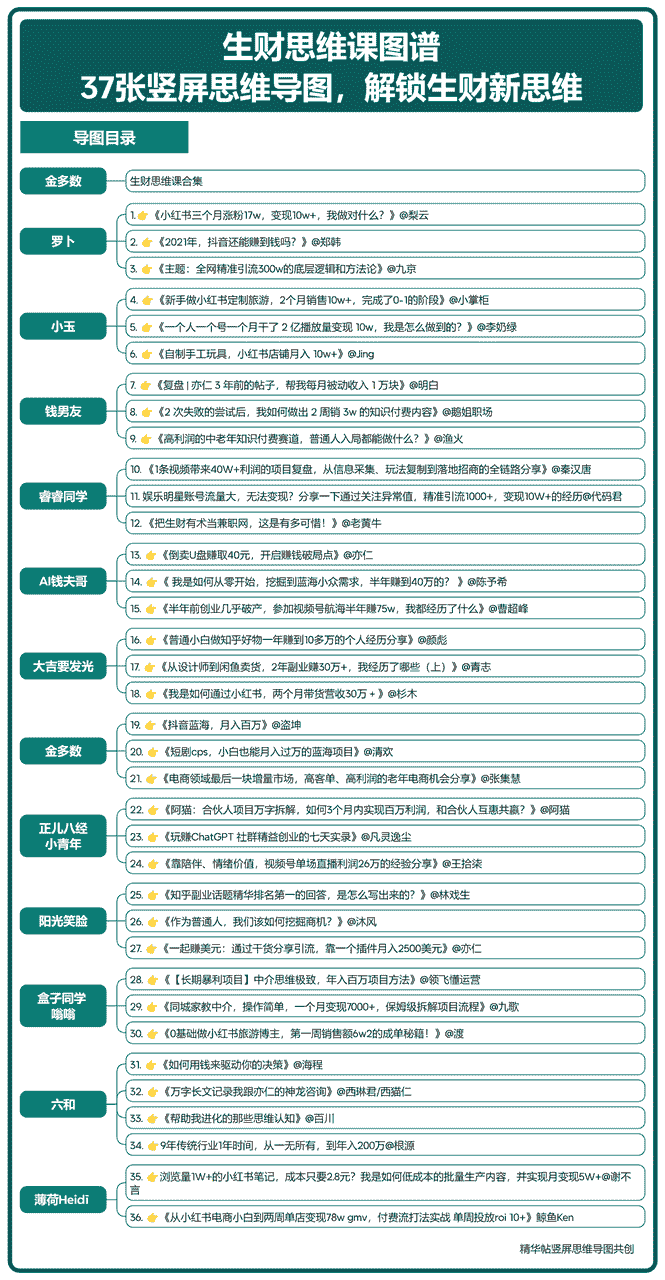 生财思维课图谱
37张竖屏思维导图，解锁生财新思维
导图目录
金多数
生财思维课合集
罗卜
1.👉《小红书三个月涨粉17w，变现10w+，我做对什么？》@梨云
2. 👉《2021年，抖音还能赚到钱吗？》@郑韩
3. 👉《主题：全网精准引流300w的底层逻辑和方法论》@九京
小玉
4. 👉《新手做小红书定制旅游，2个月销售10w+，完成了0-1的阶段》@小掌柜
5. 👉《一个人一个号一个月干了 2 亿播放量变现 10w，我是怎么做到的？》@李奶绿
6. 👉《自制手工玩具，小红书店铺月入 10w+》@Jing
钱男友
7. 👉《复盘 | 亦仁 3 年前的帖子，帮我每月被动收入 1 万块》@明白
8. 👉《2 次失败的尝试后，我如何做出 2 周销 3w 的知识付费内容》@鹅姐职场
9. 👉《高利润的中老年知识付费赛道，普通人入局都能做什么？》@渔火
睿睿同学
10. 《1条视频带来40W+利润的项目复盘，从信息采集、玩法复制到落地招商的全链路分享》@秦汉唐
11. 娱乐明星账号流量大，无法变现？分享一下通过关注异常值，精准引流1000+，变现10W+的经历@代码君
12. 《把生财有术当兼职网，这是有多可惜！》@老黄牛
AI钱夫哥
13. 👉《倒卖U盘赚取40元，开启赚钱破局点》@亦仁
14. 👉《 我是如何从零开始，挖掘到蓝海小众需求，半年赚到40万的？ 》@陈予希
15. 👉《半年前创业几乎破产，参加视频号航海半年赚75w，我都经历了什么》@曹超峰
大吉要发光
16. 👉《普通小白做知乎好物一年赚到10多万的个人经历分享》@颜彪
17. 👉《从设计师到闲鱼卖货，2年副业赚30万+，我经历了哪些（上）》@青志
18. 👉《我是如何通过小红书，两个月带货营收30万 + 》@杉木
金多数
19. 👉《抖音蓝海，月入百万》@盗坤
20. 👉《短剧cps，小白也能月入过万的蓝海项目》@清欢
21. 👉《电商领域最后一块增量市场，高客单、高利润的老年电商机会分享》@张集慧
正儿八经
小青年
22. 👉《阿猫：合伙人项目万字拆解，如何3个月内实现百万利润，和合伙人互惠共赢？》@阿猫
23. 👉《玩赚ChatGPT 社群精益创业的七天实录》@凡灵逸尘
24. 👉《靠陪伴、情绪价值，视频号单场直播利润26万的经验分享》@王拾柒
阳光笑脸
25. 👉《知乎副业话题精华排名第一的回答，是怎么写出来的？》@林戏生
26. 👉《作为普通人，我们该如何挖掘商机？》@沐风
27. 👉《一起赚美元：通过干货分享引流，靠一个插件月入2500美元》@亦仁
盒子同学
嗡嗡
28. 👉《【长期暴利项目】中介思维极致，年入百万项目方法》@领飞懂运营
29. 👉《同城家教中介，操作简单，一个月变现7000+，保姆级拆解项目流程》@九歌
30. 👉《0基础做小红书旅游博主，第一周销售额6w2的成单秘籍！》@渡
六和
31. 👉《如何用钱来驱动你的决策》@海程
32. 👉《万字长文记录我跟亦仁的神龙咨询》@西琳君/西猫仁
33. 👉《帮助我进化的那些思维认知》@百川
34. 👉9年传统行业1年时间，从一无所有，到年入200万@根源
薄荷Heidi
35. 👉浏览量1W+的小红书笔记，成本只要2.8元？我是如何低成本的批量生产内容，并实现月变现5W+@谢不
言
36. 👉《从小红书电商小白到两周单店变现78w gmv，付费流打法实战 单周投放roi 10+》鲸鱼Ken
精华帖竖屏思维导图共创